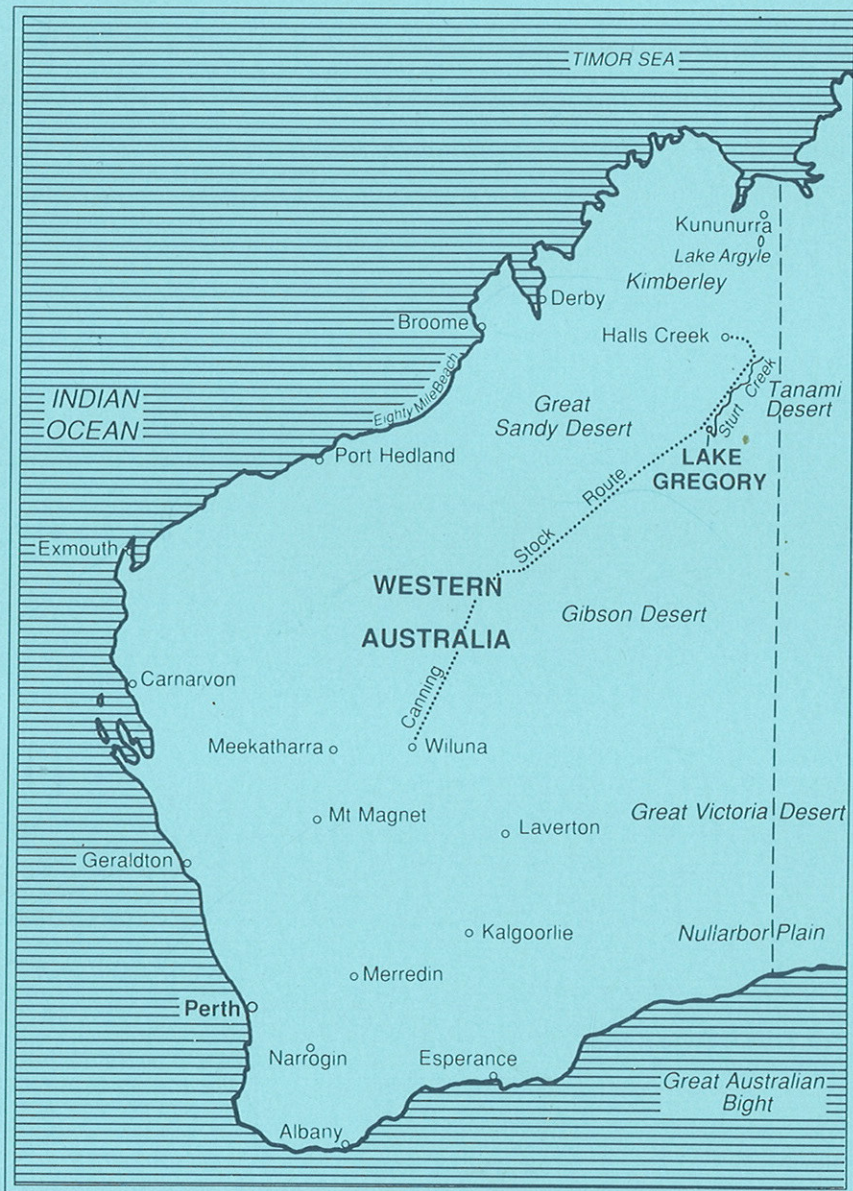 TIMOR SEA
Kununurra
Lake Argyle
Kimberley
Derby
Broome
Halls Creek
Eighty Mile Beach
INDIAN
OCEAN
Great
Sandy Desert
Sturt Creek
Tanami
Desert
Port Hedland
LAKE
GREGORY
Exmouth
Canning Stock Route
WESTERN
AUSTRALIA
Gibson Desert
Carnarvon
Meekatharra
Wiluna
Mt Magnet
Laverton
Great Victoria Desert
Geraldton
Kalgoorlie
Nullarbor Plain
Merredin
Perth
Narrogin
Esperance
Great Australian
Bight
Albany